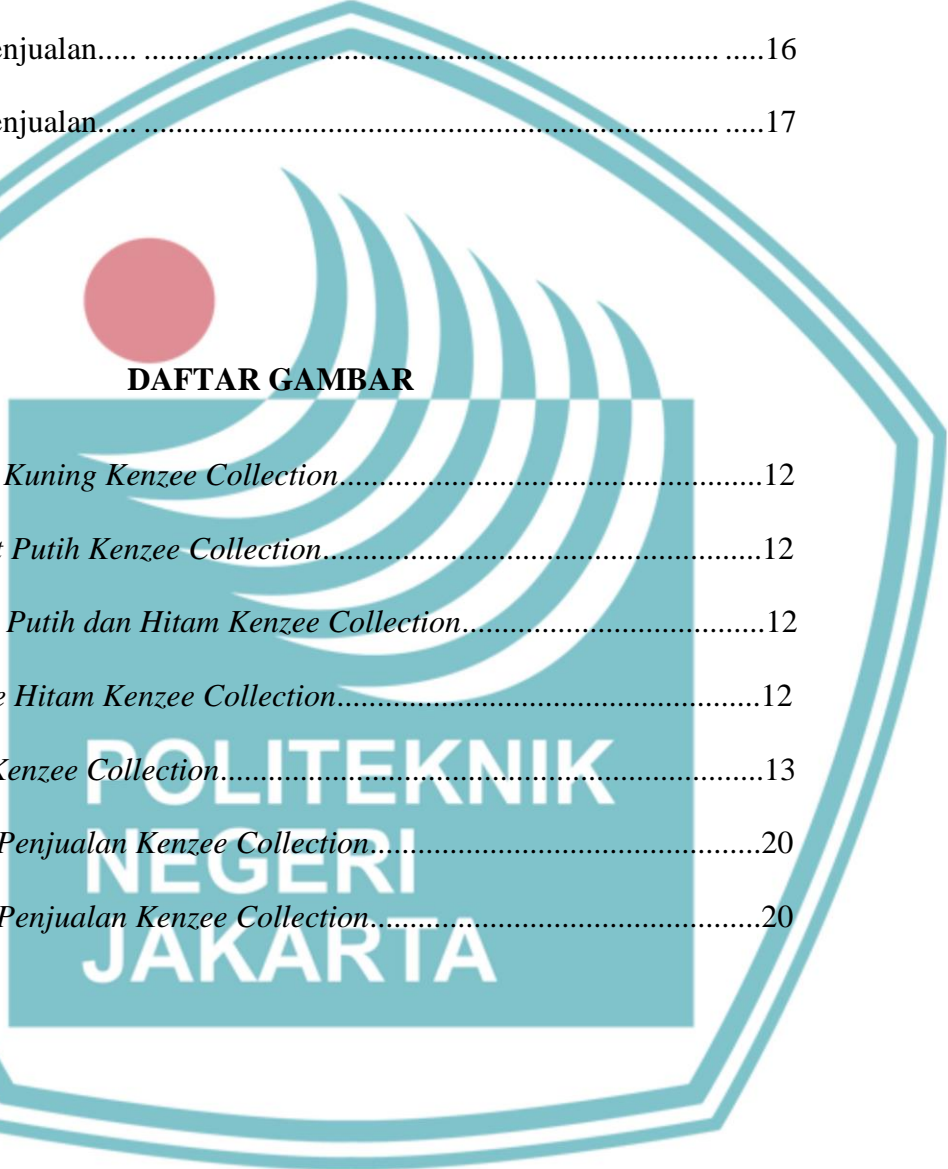 enjualan..... ........................................................................ .....16
enjualan..... ........................................................................ .....17
DAFTAR GAMBAR
Kuning Kenzee Collection.....................................................12
t Putih Kenzee Collection.......................................................12
Putih dan Hitam Kenzee Collection......................................12
e Hitam Kenzee Collection.....................................................12
Kenzee Collection....................................................................13
Penjualan Kenzee Collection.................................................20
Penjualan Kenzee Collection.................................................20
POLITEKNIK
NEGERI
JAKARTA